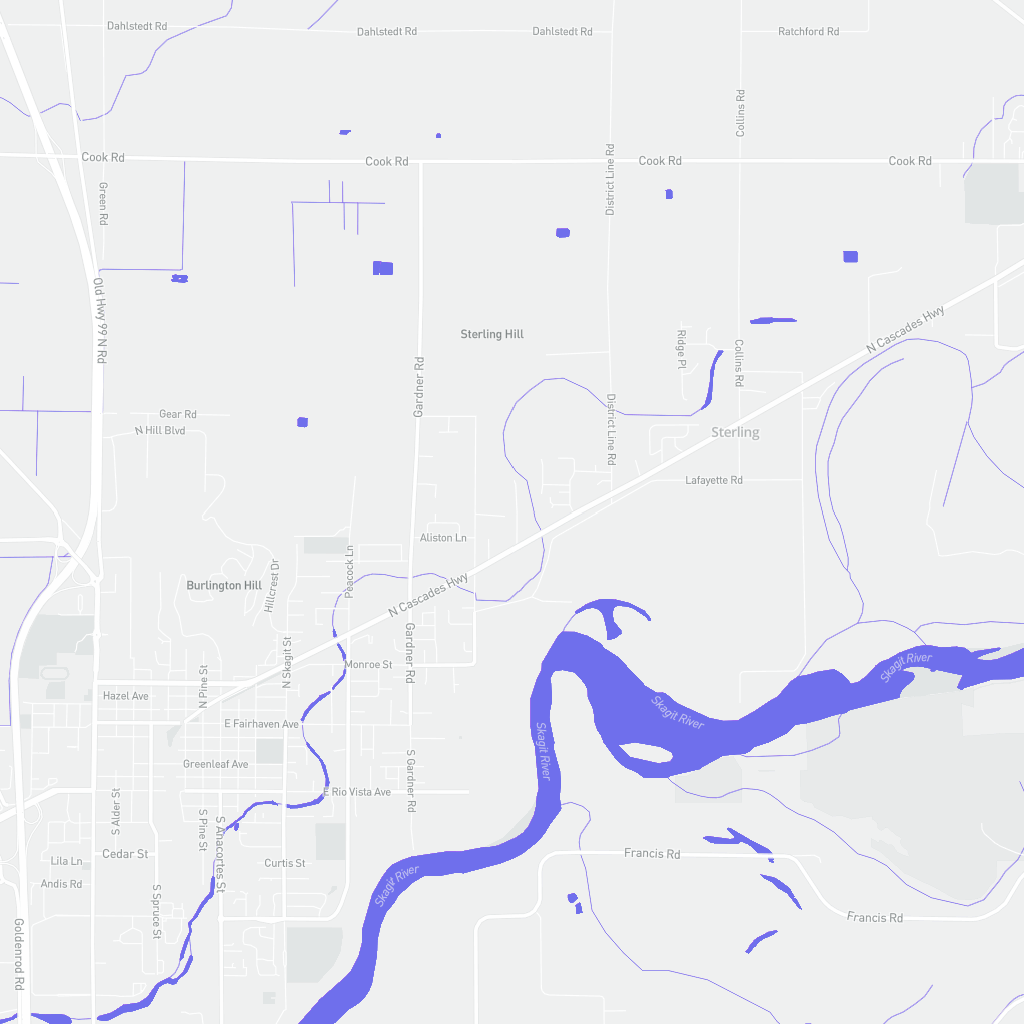 Dahlstedt Rd
Dahlstedt Rd
Dahlstedt Rd
Ratchford Rd
Collins Rd
Cook Rd
Cook Rd
Cook Rd
Cook Rd
Green Rd
District Line Rd
Old Hwy 99 N Rd
Sterling Hill
N Cascades Hwy
Ridge Pl
Collins Rd
Gardner Rd
District Line Rd
Gear Rd
N Hill Blvd
Sterling
Lafayette Rd
Aliston Ln
Peacock Ln
Hillcrest Dr
Burlington Hill
N Cascades Hwy
Gardner Rd
N Skagit St
Monroe St
N Pine St
Hazel Ave
Skagit River
Skagit River
Skagit River
E Fairhaven Ave
Greenleaf Ave
S Gardner Rd
E Rio Vista Ave
S Alder St
S Pine St
S Anacortes St
Cedar St
Lila Ln
Curtis St
Francis Rd
Andis Rd
Skagit River
S Spruce St
Francis Rd
Goldenrod Rd